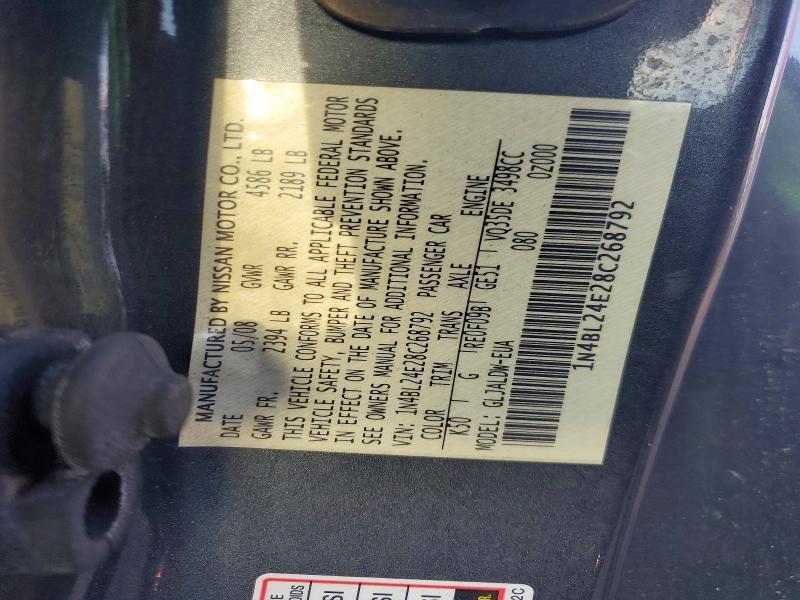 MANUFACTURED BY NISSAN MOTOR CO., LTD.
DATE 05/08 GVWR 4586 LB
GAWR FR. 2394 LB GAWR RR. 2189 LB
THIS VEHICLE CONFORMS TO ALL APPLICABLE FEDERAL MOTOR
VEHICLE SAFETY, BUMPER AND THEFT PREVENTION STANDARDS
IN EFFECT ON THE DATE OF MANUFACTURE SHOWN ABOVE.
SEE OWNERS MANUAL FOR ADDITIONAL INFORMATION.
VIN: 1N4BL24E28C268792 PASSENGER CAR
COLOR TRIM TRANS AXLE ENGINE
K50 G RE0F09B GE51 VQ35DE 3498CC
MODEL: GLJALDW-EUA 080 0Z000
1N4BL24E28C268792